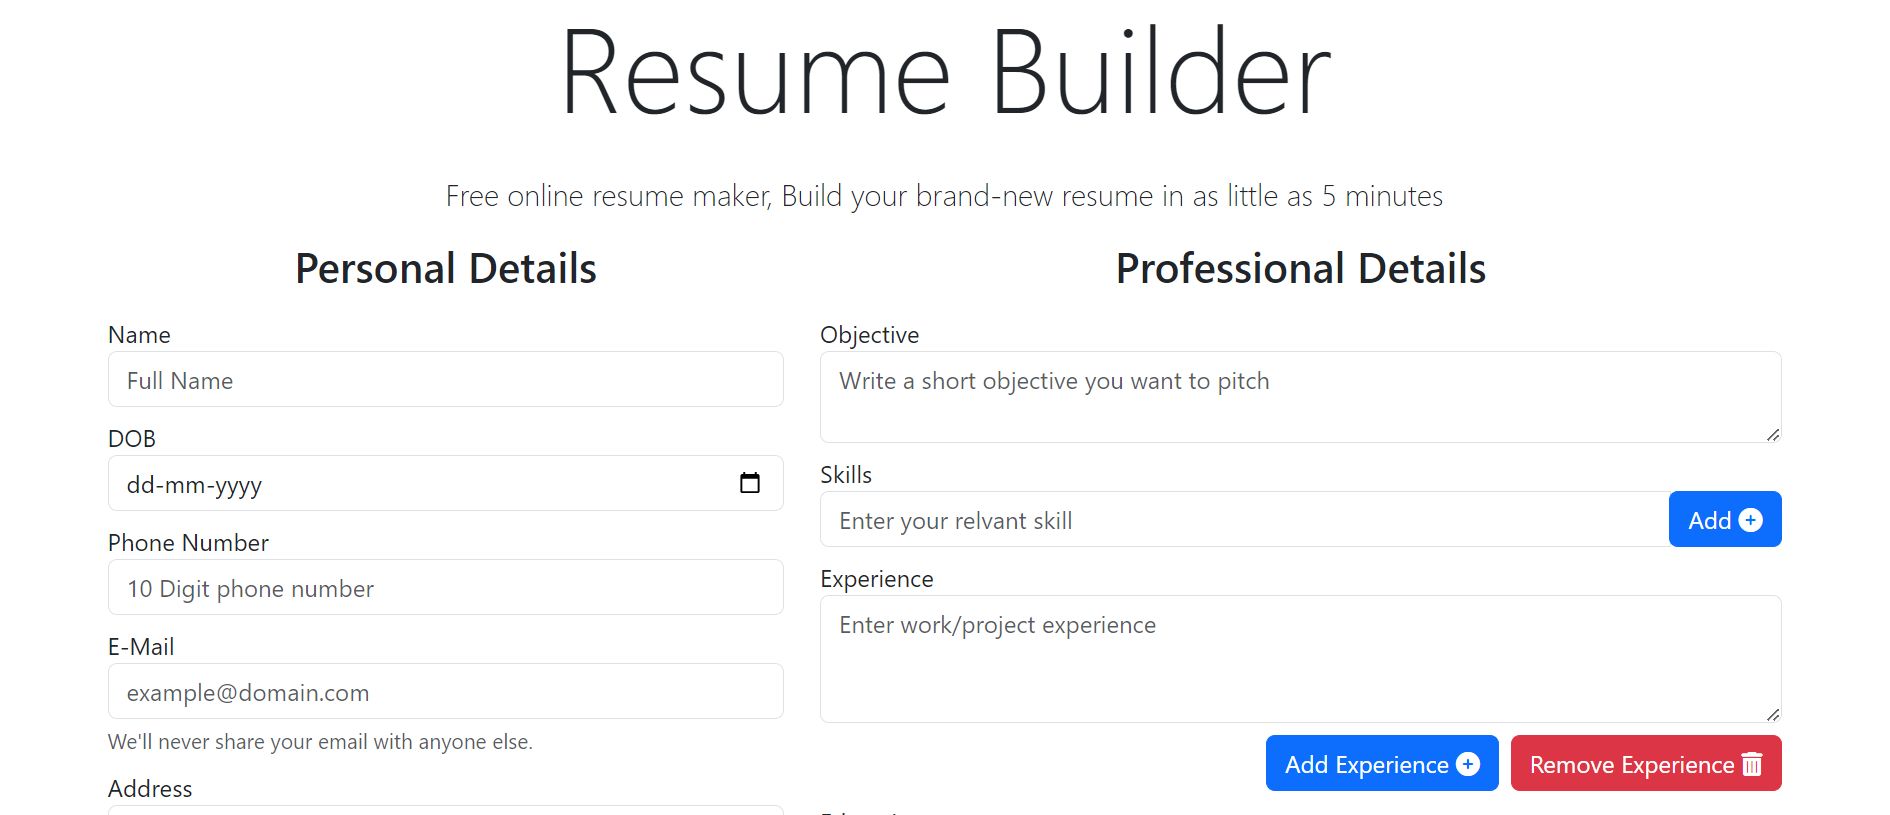 Resume Builder
Free online resume maker, Build your brand-new resume in as little as 5 minutes
Personal Details
Name
Full Name
DOB
dd-mm-yyyy
Phone Number
10 Digit phone number
E-Mail
example@domain.com
We'll never share your email with anyone else.
Address
Professional Details
Objective
Write a short objective you want to pitch
Skills
Enter your relvant skill
Add
Experience
Enter work/project experience
Add Experience
Remove Experience